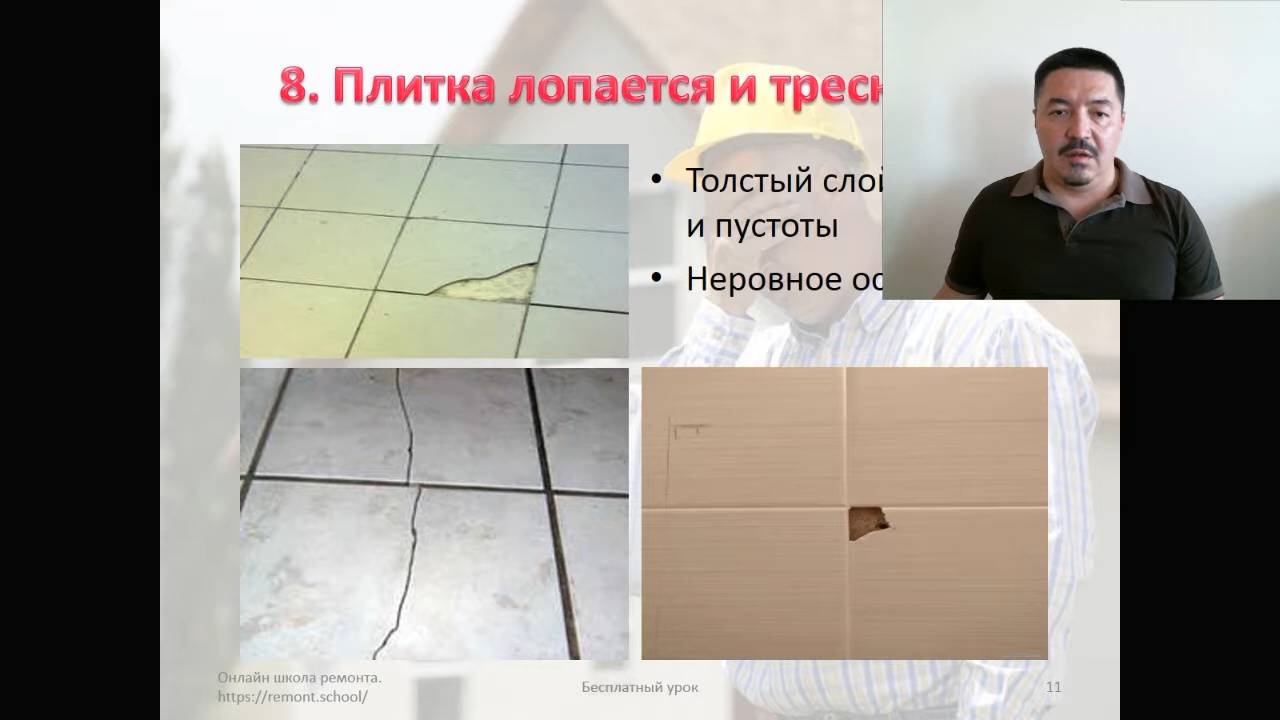 8. Плитка лопается и
• Толстый
и пустоты
• Неровное
Онлайн школа ремонта.
https://remont.school/
Бесплатный урок
11